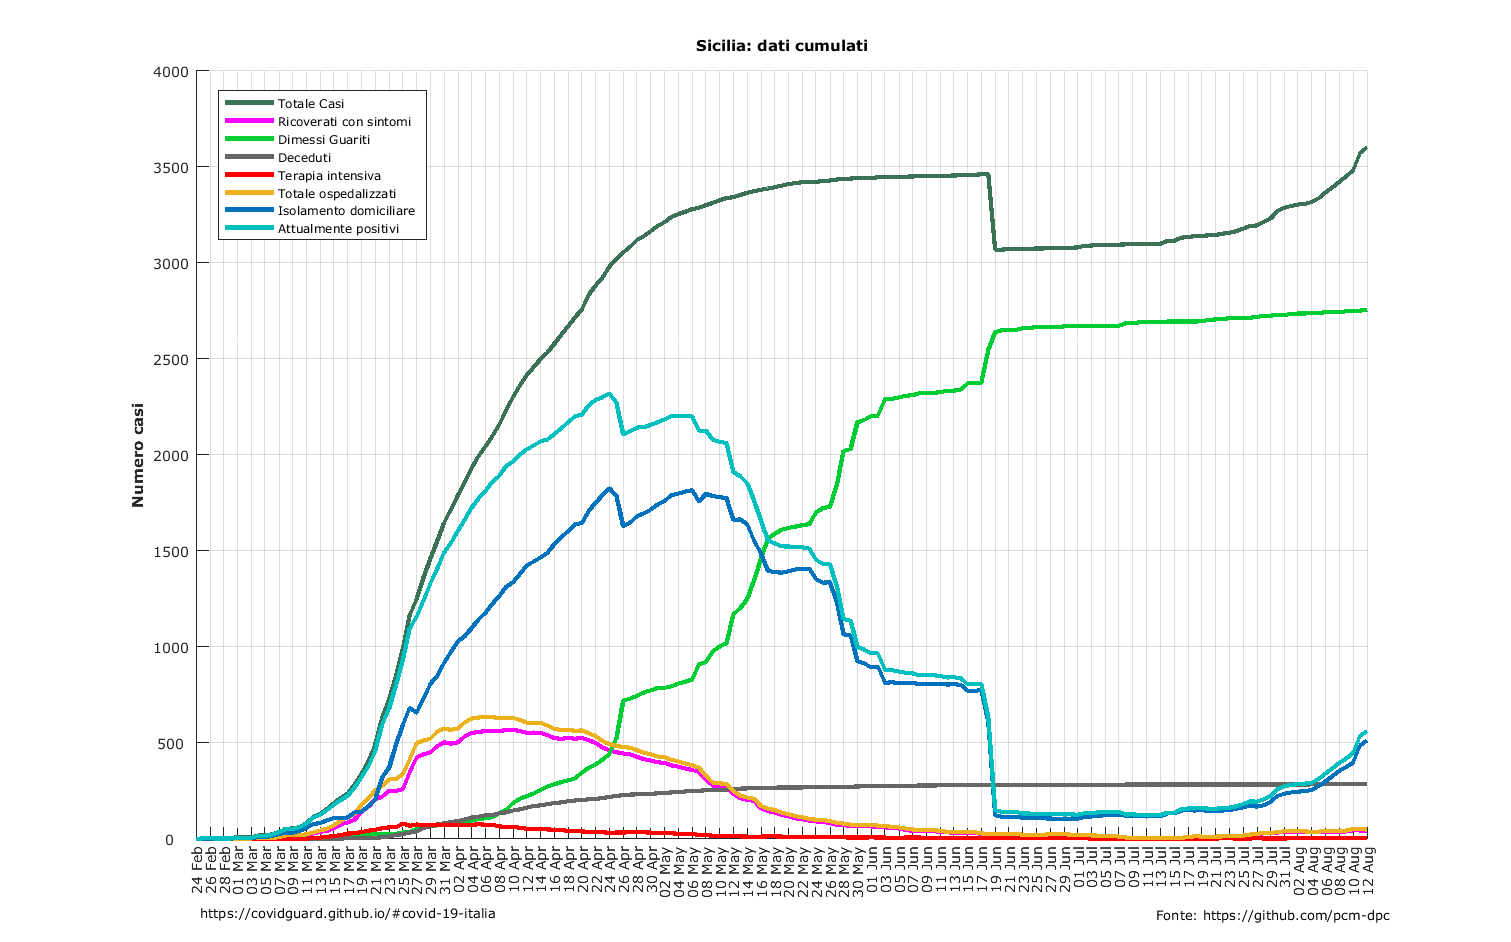 Sicilia: dati cumulati
4000
3500
3000
2500
2000
1500
1000
500
0
Numero casi
Totale Casi
Ricoverati con sintomi
Dimessi Guariti
Deceduti
Terapia intensiva
Totale ospedalizzati
Isolamento domiciliare
Attualmente positivi
24 Feb
26 Feb
28 Feb
01 Mar
03 Mar
05 Mar
07 Mar
09 Mar
11 Mar
13 Mar
15 Mar
17 Mar
19 Mar
21 Mar
23 Mar
25 Mar
27 Mar
29 Mar
31 Mar
02 Apr
04 Apr
06 Apr
08 Apr
10 Apr
12 Apr
14 Apr
16 Apr
18 Apr
20 Apr
22 Apr
24 Apr
26 Apr
28 Apr
30 Apr
02 May
04 May
06 May
08 May
10 May
12 May
14 May
16 May
18 May
20 May
22 May
24 May
26 May
28 May
30 May
01 Jun
03 Jun
05 Jun
07 Jun
09 Jun
11 Jun
13 Jun
15 Jun
17 Jun
19 Jun
21 Jun
23 Jun
25 Jun
27 Jun
29 Jun
01 Jul
03 Jul
05 Jul
07 Jul
09 Jul
11 Jul
13 Jul
15 Jul
17 Jul
19 Jul
21 Jul
23 Jul
25 Jul
27 Jul
29 Jul
31 Jul
02 Aug
04 Aug
06 Aug
08 Aug
10 Aug
12 Aug
https://covidguard.github.io/#covid-19-italia
Fonte: https://github.com/pcm-dpc